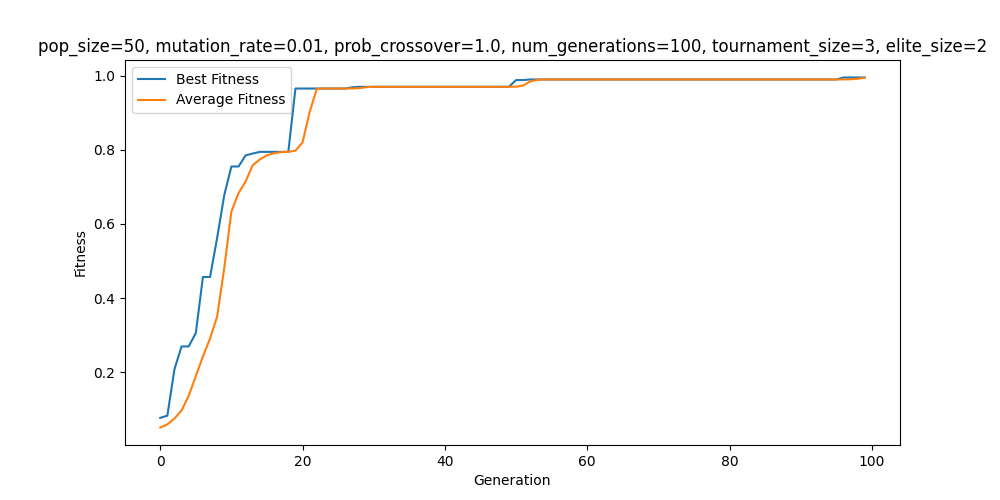 pop_size=50, mutation_rate=0.01, prob_crossover=1.0, num_generations=100, tournament_size=3, elite_size=2
Best Fitness
Average Fitness
1.0
0.8
0.6
0.4
0.2
Fitness
0 20 40 60 80 100
Generation